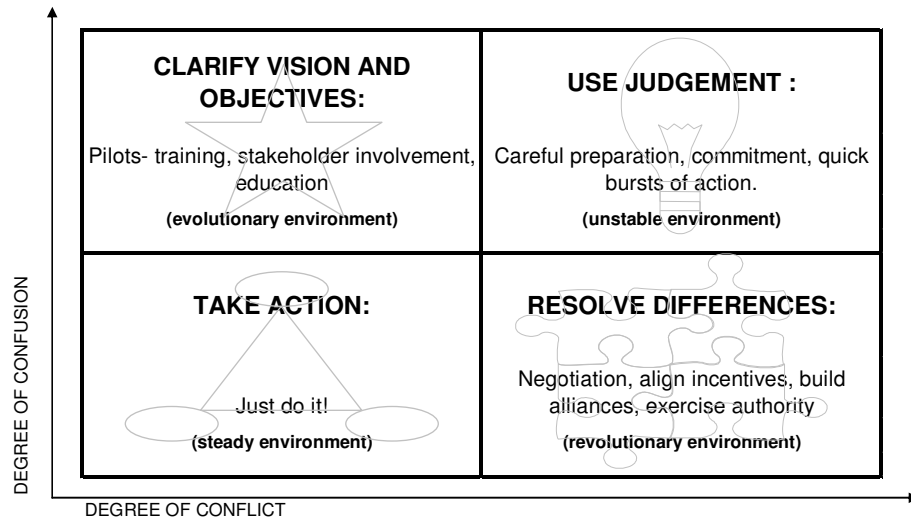 CLARIFY VISION AND
OBJECTIVES:
Pilots- training, stakeholder involvement,
education
(evolutionary environment)
USE JUDGEMENT :
Careful preparation, commitment, quick
bursts of action.
(unstable environment)
TAKE ACTION:
Just do it!
(steady environment)
RESOLVE DIFFERENCES:
Negotiation, align incentives, build
alliances, exercise authority
(revolutionary environment)
DEGREE OF CONFUSION
DEGREE OF CONFLICT